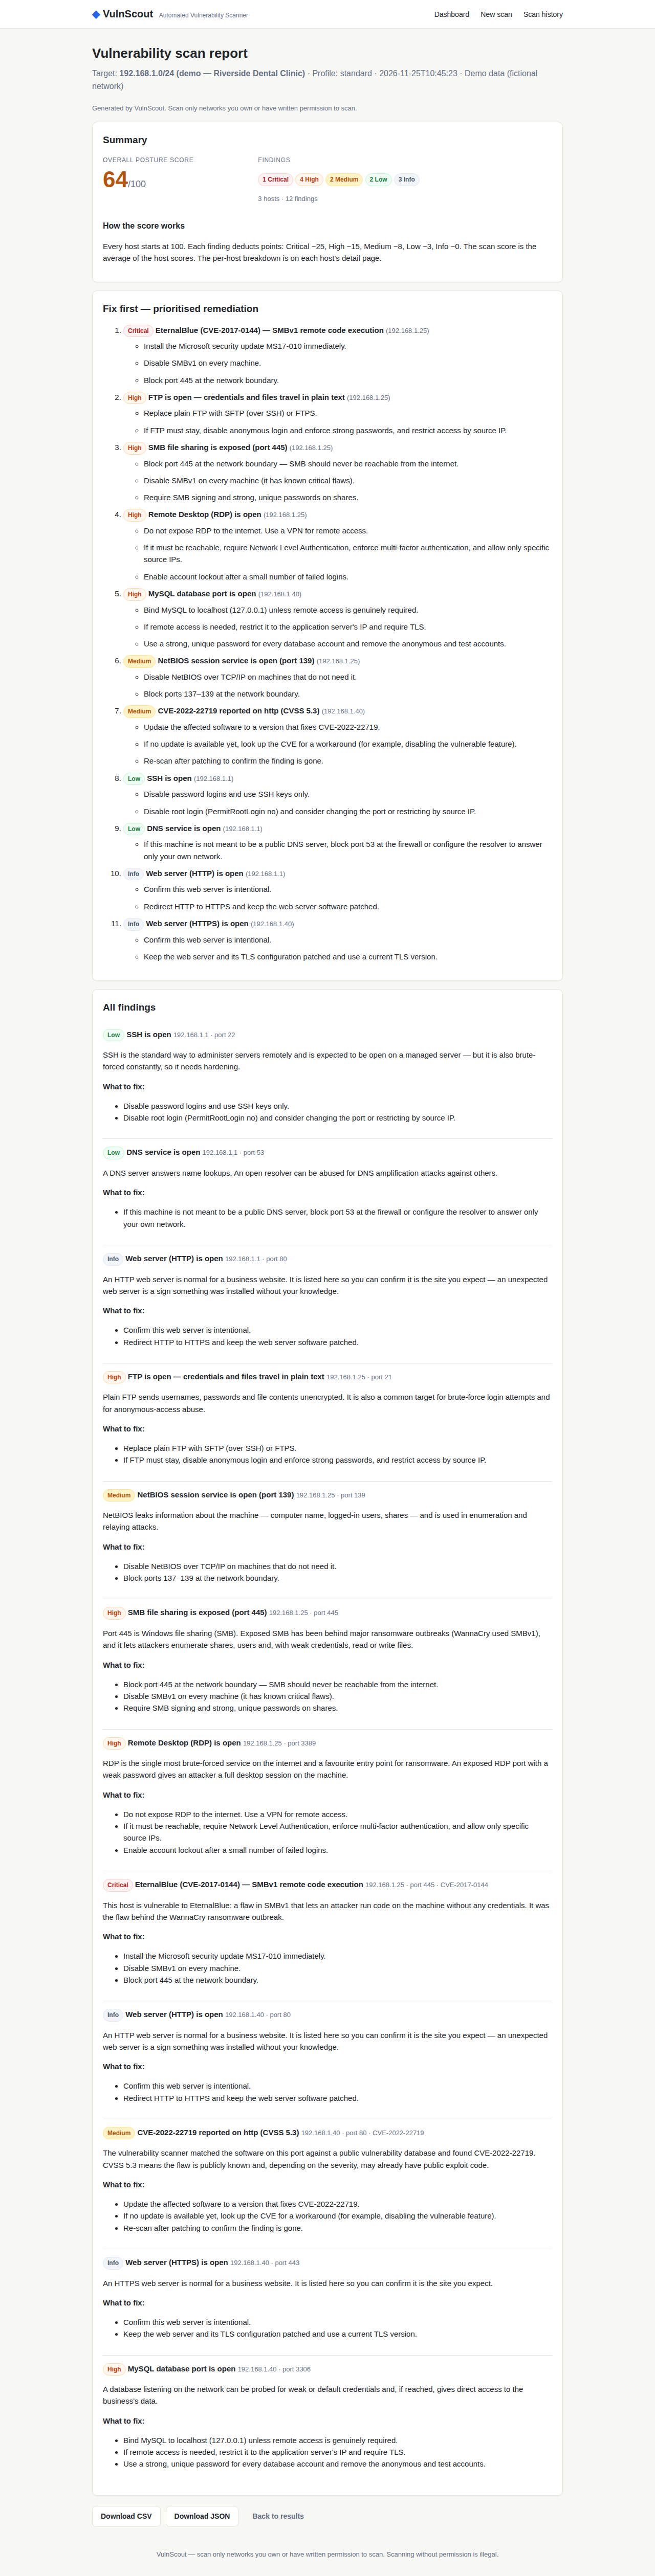 ◆ VulnScout Automated Vulnerability Scanner Dashboard New scan Scan history
Vulnerability scan report
Target: 192.168.1.0/24 (demo — Riverside Dental Clinic) · Profile: standard · 2026-11-25T10:45:23 · Demo data (fictional
network)
Generated by VulnScout. Scan only networks you own or have written permission to scan.
Summary
OVERALL POSTURE SCORE
64/100
FINDINGS
1 Critical 4 High 2 Medium 2 Low 3 Info
3 hosts · 12 findings
How the score works
Every host starts at 100. Each finding deducts points: Critical −25, High −15, Medium −8, Low −3, Info −0. The scan score is the
average of the host scores. The per-host breakdown is on each host's detail page.
Fix first — prioritised remediation
1. Critical EternalBlue (CVE-2017-0144) — SMBv1 remote code execution (192.168.1.25)
Install the Microsoft security update MS17-010 immediately.
Disable SMBv1 on every machine.
Block port 445 at the network boundary.
2. High FTP is open — credentials and files travel in plain text (192.168.1.25)
Replace plain FTP with SFTP (over SSH) or FTPS.
If FTP must stay, disable anonymous login and enforce strong passwords, and restrict access by source IP.
3. High SMB file sharing is exposed (port 445) (192.168.1.25)
Block port 445 at the network boundary — SMB should never be reachable from the internet.
Disable SMBv1 on every machine (it has known critical flaws).
Require SMB signing and strong, unique passwords on shares.
4. High Remote Desktop (RDP) is open (192.168.1.25)
Do not expose RDP to the internet. Use a VPN for remote access.
If it must be reachable, require Network Level Authentication, enforce multi-factor authentication, and allow only specific
source IPs.
Enable account lockout after a small number of failed logins.
5. High MySQL database port is open (192.168.1.40)
Bind MySQL to localhost (127.0.0.1) unless remote access is genuinely required.
If remote access is needed, restrict it to the application server's IP and require TLS.
Use a strong, unique password for every database account and remove the anonymous and test accounts.
6. Medium NetBIOS session service is open (port 139) (192.168.1.25)
Disable NetBIOS over TCP/IP on machines that do not need it.
Block ports 137–139 at the network boundary.
7. Medium CVE-2022-22719 reported on http (CVSS 5.3) (192.168.1.40)
Update the affected software to a version that fixes CVE-2022-22719.
If no update is available yet, look up the CVE for a workaround (for example, disabling the vulnerable feature).
Re-scan after patching to confirm the finding is gone.
8. Low SSH is open (192.168.1.1)
Disable password logins and use SSH keys only.
Disable root login (PermitRootLogin no) and consider changing the port or restricting by source IP.
9. Low DNS service is open (192.168.1.1)
If this machine is not meant to be a public DNS server, block port 53 at the firewall or configure the resolver to answer
only your own network.
10. Info Web server (HTTP) is open (192.168.1.1)
Confirm this web server is intentional.
Redirect HTTP to HTTPS and keep the web server software patched.
11. Info Web server (HTTPS) is open (192.168.1.40)
Confirm this web server is intentional.
Keep the web server and its TLS configuration patched and use a current TLS version.
All findings
Low SSH is open 192.168.1.1 · port 22
SSH is the standard way to administer servers remotely and is expected to be open on a managed server — but it is also brute-
forced constantly, so it needs hardening.
What to fix:
Disable password logins and use SSH keys only.
Disable root login (PermitRootLogin no) and consider changing the port or restricting by source IP.
Low DNS service is open 192.168.1.1 · port 53
A DNS server answers name lookups. An open resolver can be abused for DNS amplification attacks against others.
What to fix:
If this machine is not meant to be a public DNS server, block port 53 at the firewall or configure the resolver to answer only
your own network.
Info Web server (HTTP) is open 192.168.1.1 · port 80
An HTTP web server is normal for a business website. It is listed here so you can confirm it is the site you expect — an unexpected
web server is a sign something was installed without your knowledge.
What to fix:
Confirm this web server is intentional.
Redirect HTTP to HTTPS and keep the web server software patched.
High FTP is open — credentials and files travel in plain text 192.168.1.25 · port 21
Plain FTP sends usernames, passwords and file contents unencrypted. It is also a common target for brute-force login attempts and
for anonymous-access abuse.
What to fix:
Replace plain FTP with SFTP (over SSH) or FTPS.
If FTP must stay, disable anonymous login and enforce strong passwords, and restrict access by source IP.
Medium NetBIOS session service is open (port 139) 192.168.1.25 · port 139
NetBIOS leaks information about the machine — computer name, logged-in users, shares — and is used in enumeration and
relaying attacks.
What to fix:
Disable NetBIOS over TCP/IP on machines that do not need it.
Block ports 137–139 at the network boundary.
High SMB file sharing is exposed (port 445) 192.168.1.25 · port 445
Port 445 is Windows file sharing (SMB). Exposed SMB has been behind major ransomware outbreaks (WannaCry used SMBv1),
and it lets attackers enumerate shares, users and, with weak credentials, read or write files.
What to fix:
Block port 445 at the network boundary — SMB should never be reachable from the internet.
Disable SMBv1 on every machine (it has known critical flaws).
Require SMB signing and strong, unique passwords on shares.
High Remote Desktop (RDP) is open 192.168.1.25 · port 3389
RDP is the single most brute-forced service on the internet and a favourite entry point for ransomware. An exposed RDP port with a
weak password gives an attacker a full desktop session on the machine.
What to fix:
Do not expose RDP to the internet. Use a VPN for remote access.
If it must be reachable, require Network Level Authentication, enforce multi-factor authentication, and allow only specific
source IPs.
Enable account lockout after a small number of failed logins.
Critical EternalBlue (CVE-2017-0144) — SMBv1 remote code execution 192.168.1.25 · port 445 · CVE-2017-0144
This host is vulnerable to EternalBlue: a flaw in SMBv1 that lets an attacker run code on the machine without any credentials. It was
the flaw behind the WannaCry ransomware outbreak.
What to fix:
Install the Microsoft security update MS17-010 immediately.
Disable SMBv1 on every machine.
Block port 445 at the network boundary.
Info Web server (HTTP) is open 192.168.1.40 · port 80
An HTTP web server is normal for a business website. It is listed here so you can confirm it is the site you expect — an unexpected
web server is a sign something was installed without your knowledge.
What to fix:
Confirm this web server is intentional.
Redirect HTTP to HTTPS and keep the web server software patched.
Medium CVE-2022-22719 reported on http (CVSS 5.3) 192.168.1.40 · port 80 · CVE-2022-22719
The vulnerability scanner matched the software on this port against a public vulnerability database and found CVE-2022-22719.
CVSS 5.3 means the flaw is publicly known and, depending on the severity, may already have public exploit code.
What to fix:
Update the affected software to a version that fixes CVE-2022-22719.
If no update is available yet, look up the CVE for a workaround (for example, disabling the vulnerable feature).
Re-scan after patching to confirm the finding is gone.
Info Web server (HTTPS) is open 192.168.1.40 · port 443
An HTTPS web server is normal for a business website. It is listed here so you can confirm it is the site you expect.
What to fix:
Confirm this web server is intentional.
Keep the web server and its TLS configuration patched and use a current TLS version.
High MySQL database port is open 192.168.1.40 · port 3306
A database listening on the network can be probed for weak or default credentials and, if reached, gives direct access to the
business's data.
What to fix:
Bind MySQL to localhost (127.0.0.1) unless remote access is genuinely required.
If remote access is needed, restrict it to the application server's IP and require TLS.
Use a strong, unique password for every database account and remove the anonymous and test accounts.
Download CSV Download JSON Back to results
VulnScout — scan only networks you own or have written permission to scan. Scanning without permission is illegal.